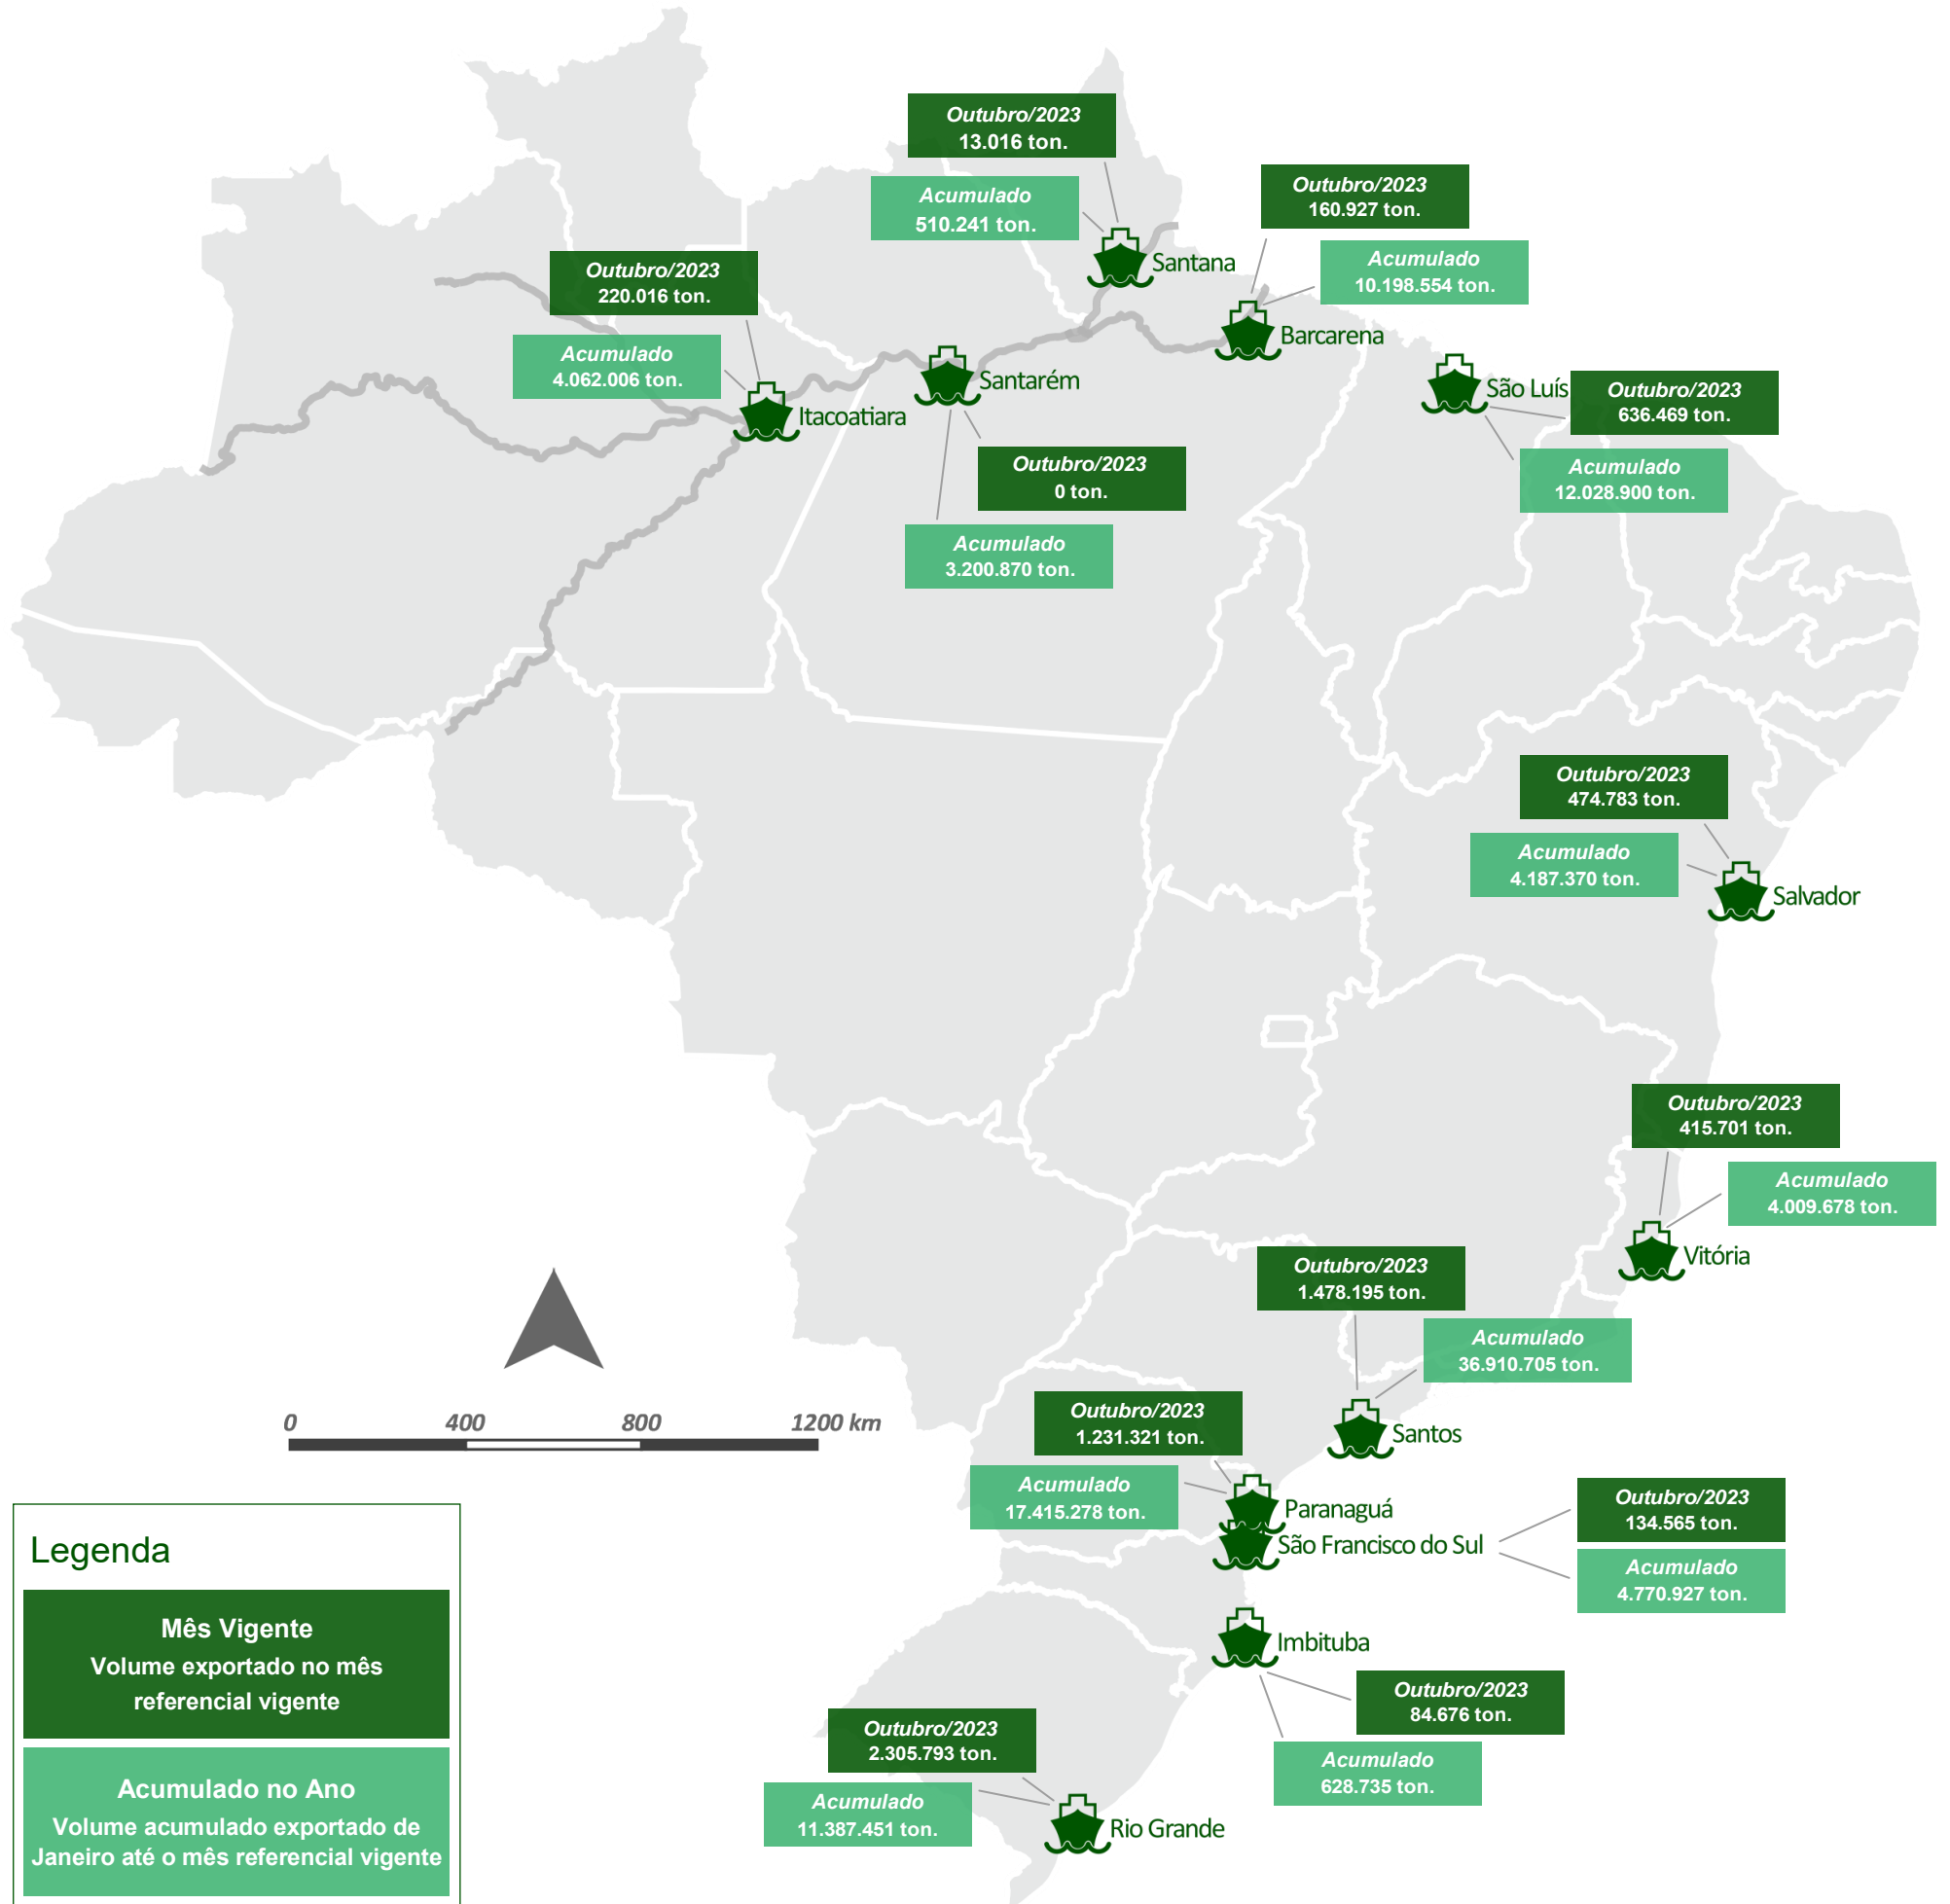 Outubro/2023
13.016 ton.
Acumulado
510.241 ton.
Santana
Outubro/2023
160.927 ton.
Acumulado
10.198.554 ton.
Barcarena
Outubro/2023
220.016 ton.
Acumulado
4.062.006 ton.
Itacoatiara
Santarém
Outubro/2023
0 ton.
Acumulado
3.200.870 ton.
São Luís
Outubro/2023
636.469 ton.
Acumulado
12.028.900 ton.
Outubro/2023
474.783 ton.
Acumulado
4.187.370 ton.
Salvador
Outubro/2023
415.701 ton.
Acumulado
4.009.678 ton.
Vitória
Outubro/2023
1.478.195 ton.
Acumulado
36.910.705 ton.
Santos
Outubro/2023
1.231.321 ton.
Acumulado
17.415.278 ton.
Paranaguá
São Francisco do Sul
Outubro/2023
134.565 ton.
Acumulado
4.770.927 ton.
Imbituba
Outubro/2023
84.676 ton.
Acumulado
628.735 ton.
Outubro/2023
2.305.793 ton.
Acumulado
11.387.451 ton.
Rio Grande
0 400 800 1200 km
Legenda
Mês Vigente
Volume exportado no mês
referencial vigente
Acumulado no Ano
Volume acumulado exportado de
Janeiro até o mês referencial vigente